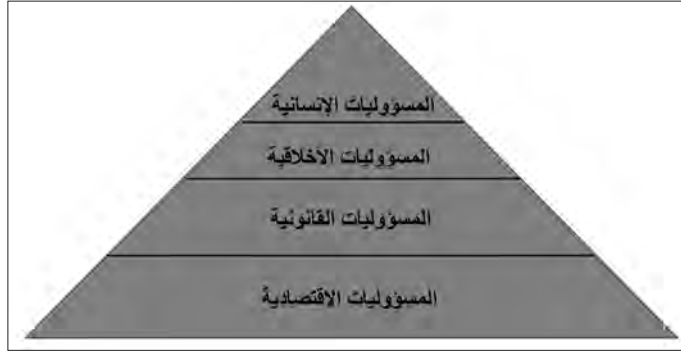 المسؤوليات الإنسانية
المسؤوليات الاخلاقية
المسؤوليات القانونية
المسؤوليات الاقتصادية